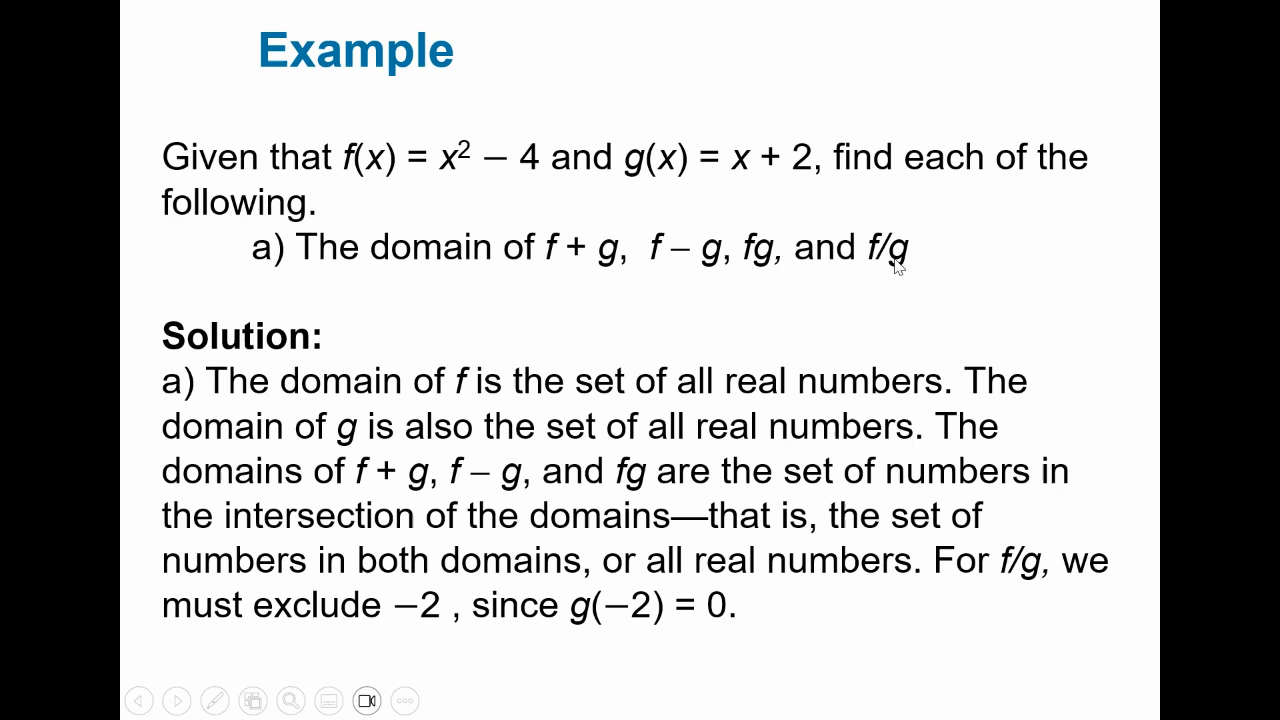 Example
Given that f(x) = x² − 4 and g(x) = x + 2, find each of the
following.
a) The domain of f + g, f – g, fg, and f/g
Solution:
a) The domain of f is the set of all real numbers. The
domain of g is also the set of all real numbers. The
domains of f + g, f – g, and fg are the set of numbers in
the intersection of the domains—that is, the set of
numbers in both domains, or all real numbers. For f/g, we
must exclude −2 , since g(−2) = 0.